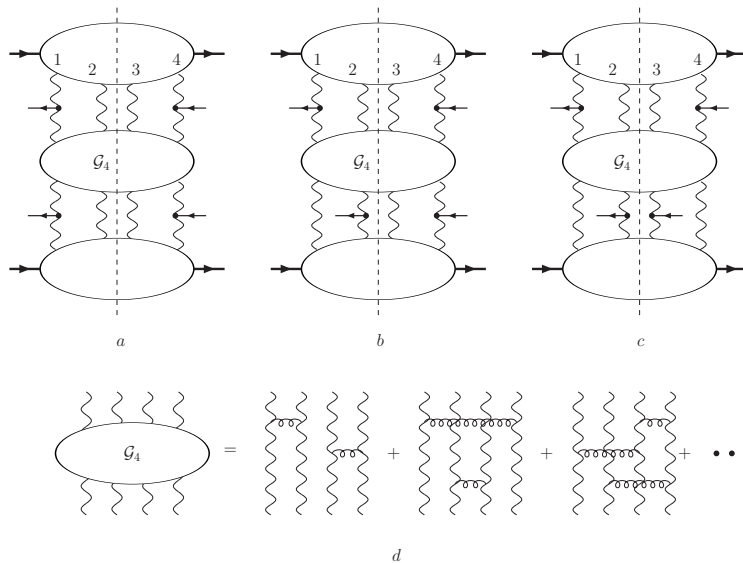 1 2 3 4 1 2 3 4 1 2 3 4
𝒢₄ 𝒢₄ 𝒢₄
a b c
𝒢₄ = + + + • •
d